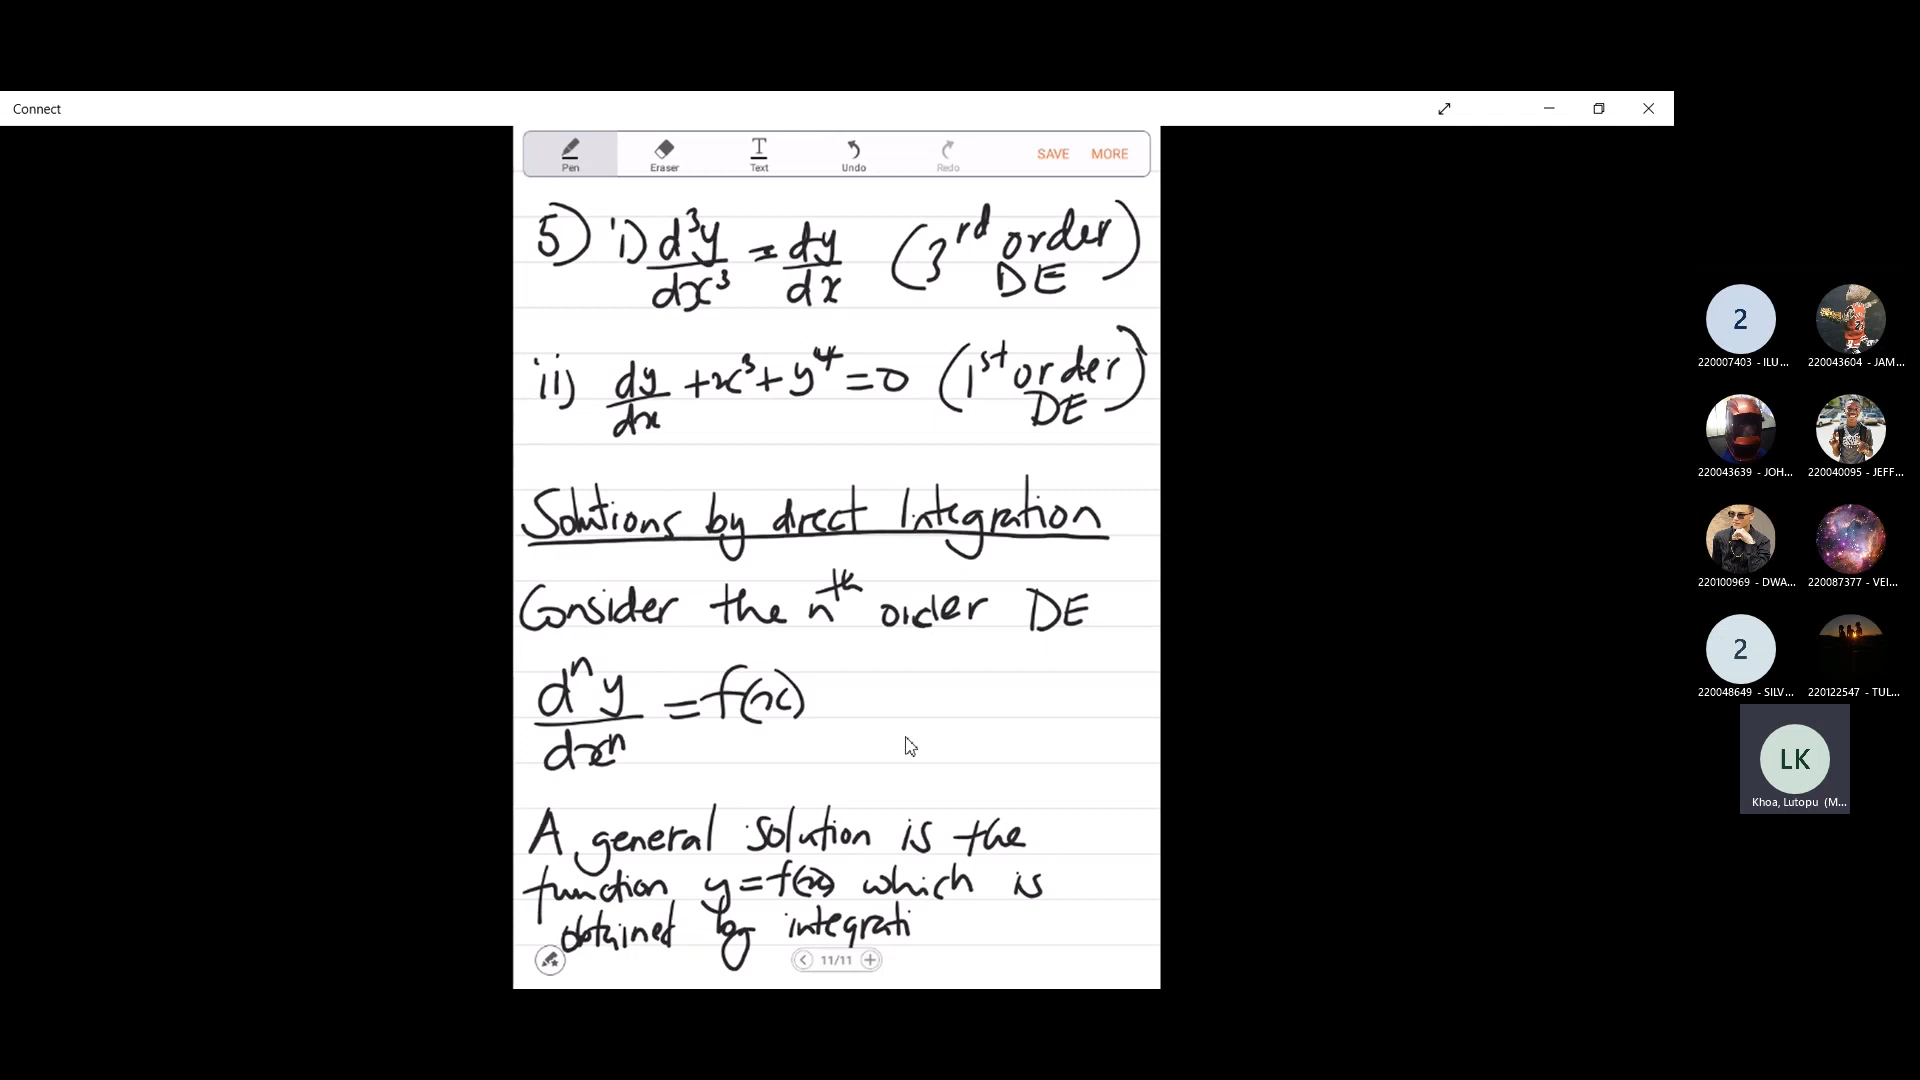 Connect
Pen Eraser Text Undo Redo SAVE MORE
5) i) d³y/dx³ = dy/dx (3rd order DE)
ii) dy/dx + x³ + y⁴ = 0 (1st order DE)
Solutions by direct Integration
Consider the nth order DE
dⁿy/dxⁿ = f(x)
A general solution is the
function y = f(x) which is
obtained by integrati
11/11
2
220007403 - ILU... 220043604 - JAM...
220043639 - JOH... 220040095 - JEFF...
220100969 - DWA... 220087377 - VEI...
2
220048649 - SILV... 220122547 - TUL...
LK
Khoa, Lutopu (M...